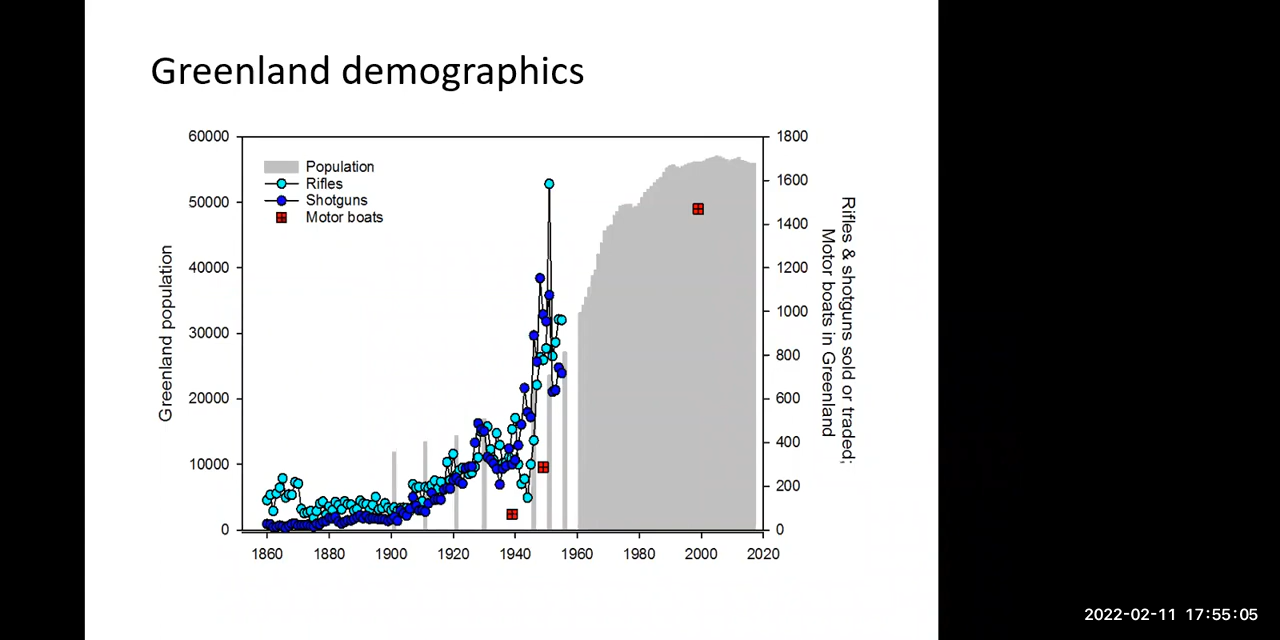 Greenland demographics
60000
50000
40000
30000
20000
10000
0
Greenland population
Population
Rifles
Shotguns
Motor boats
1800
1600
1400
1200
1000
800
600
400
200
0
Rifles & shotguns sold or traded;
Motor boats in Greenland
1860 1880 1900 1920 1940 1960 1980 2000 2020
2022-02-11 17:55:05